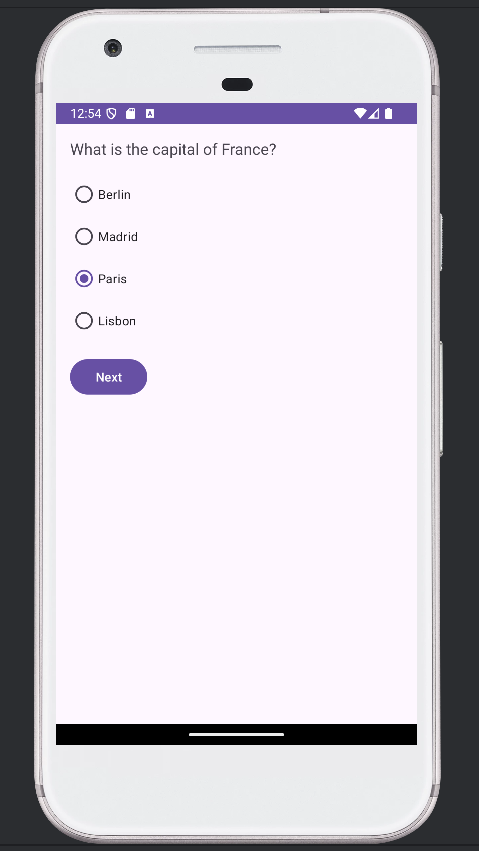 12:54
What is the capital of France?
Berlin
Madrid
Paris
Lisbon
Next